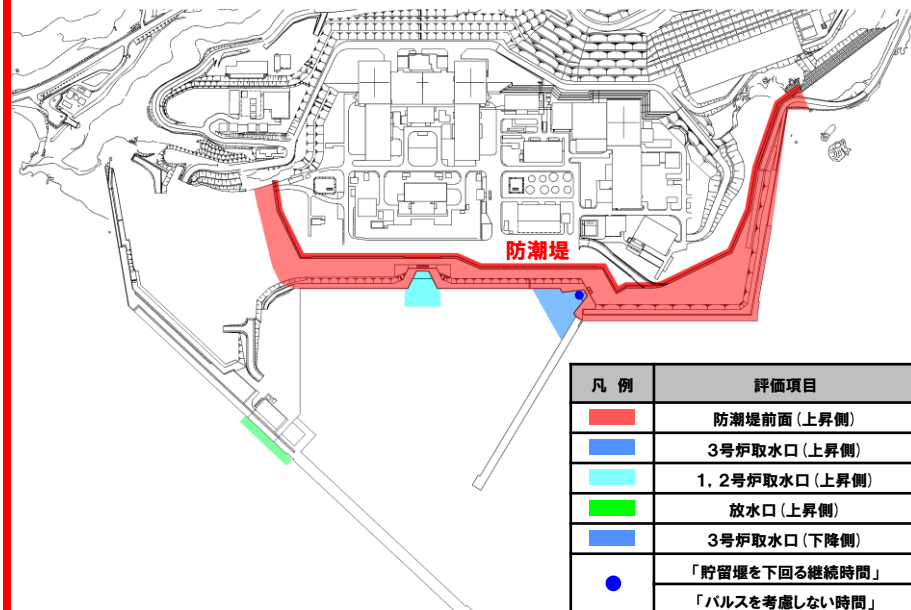 防潮堤
凡 例
評価項目
防潮堤前面(上昇側)
3号炉取水口(上昇側)
1,2号炉取水口(上昇側)
放水口(上昇側)
3号炉取水口(下降側)
「貯留堰を下回る継続時間」
「パルスを考慮しない時間」